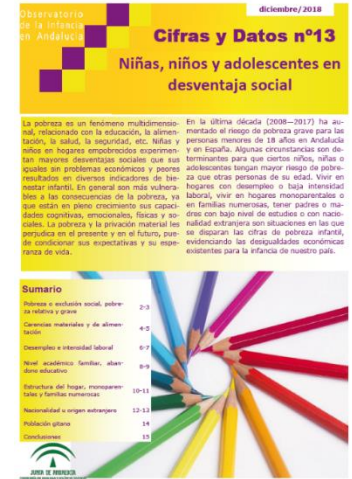 Observatorio
de la Infancia
en Andalucía
diciembre/2018
Cifras y Datos nº13
Niñas, niños y adolescentes en
desventaja social
La pobreza es un fenómeno multidimensio-
nal, relacionado con la educación, la alimen-
tación, la salud, la seguridad, etc. Niñas y
niños en hogares empobrecidos experimen-
tan mayores desventajas sociales que sus
iguales sin problemas económicos y peores
resultados en diversos indicadores de bie-
nestar infantil. En general son más vulnera-
bles a las consecuencias de la pobreza, ya
que están en pleno crecimiento sus capaci-
dades cognitivas, emocionales, físicas y so-
ciales. La pobreza y la privación material les
perjudica en el presente y en el futuro, pue-
de condicionar sus expectativas y su espe-
ranza de vida.
En la última década (2008—2017) ha au-
mentado el riesgo de pobreza grave para las
personas menores de 18 años en Andalucía
y en España. Algunas circunstancias son de-
terminantes para que ciertos niños, niñas o
adolescentes tengan mayor riesgo de pobre-
za que otras personas de su edad. Vivir en
hogares con desempleo o baja intensidad
laboral, vivir en hogares monoparentales o
en familias numerosas, tener padres o ma-
dres con bajo nivel de estudios o con nacio-
nalidad extranjera son situaciones en las que
se disparan las cifras de pobreza infantil,
evidenciando las desigualdades económicas
existentes para la infancia de nuestro país.
Sumario
Pobreza o exclusión social, pobre-
za relativa y grave 2-3
Carencias materiales y de alimen-
tación 4-5
Desempleo e intensidad laboral 6-7
Nivel académico familiar, aban-
dono educativo 8-9
Estructura del hogar, monoparen-
tales y familias numerosas 10-11
Nacionalidad u origen extranjero 12-13
Población gitana 14
Conclusiones 15
JUNTA DE ANDALUCIA